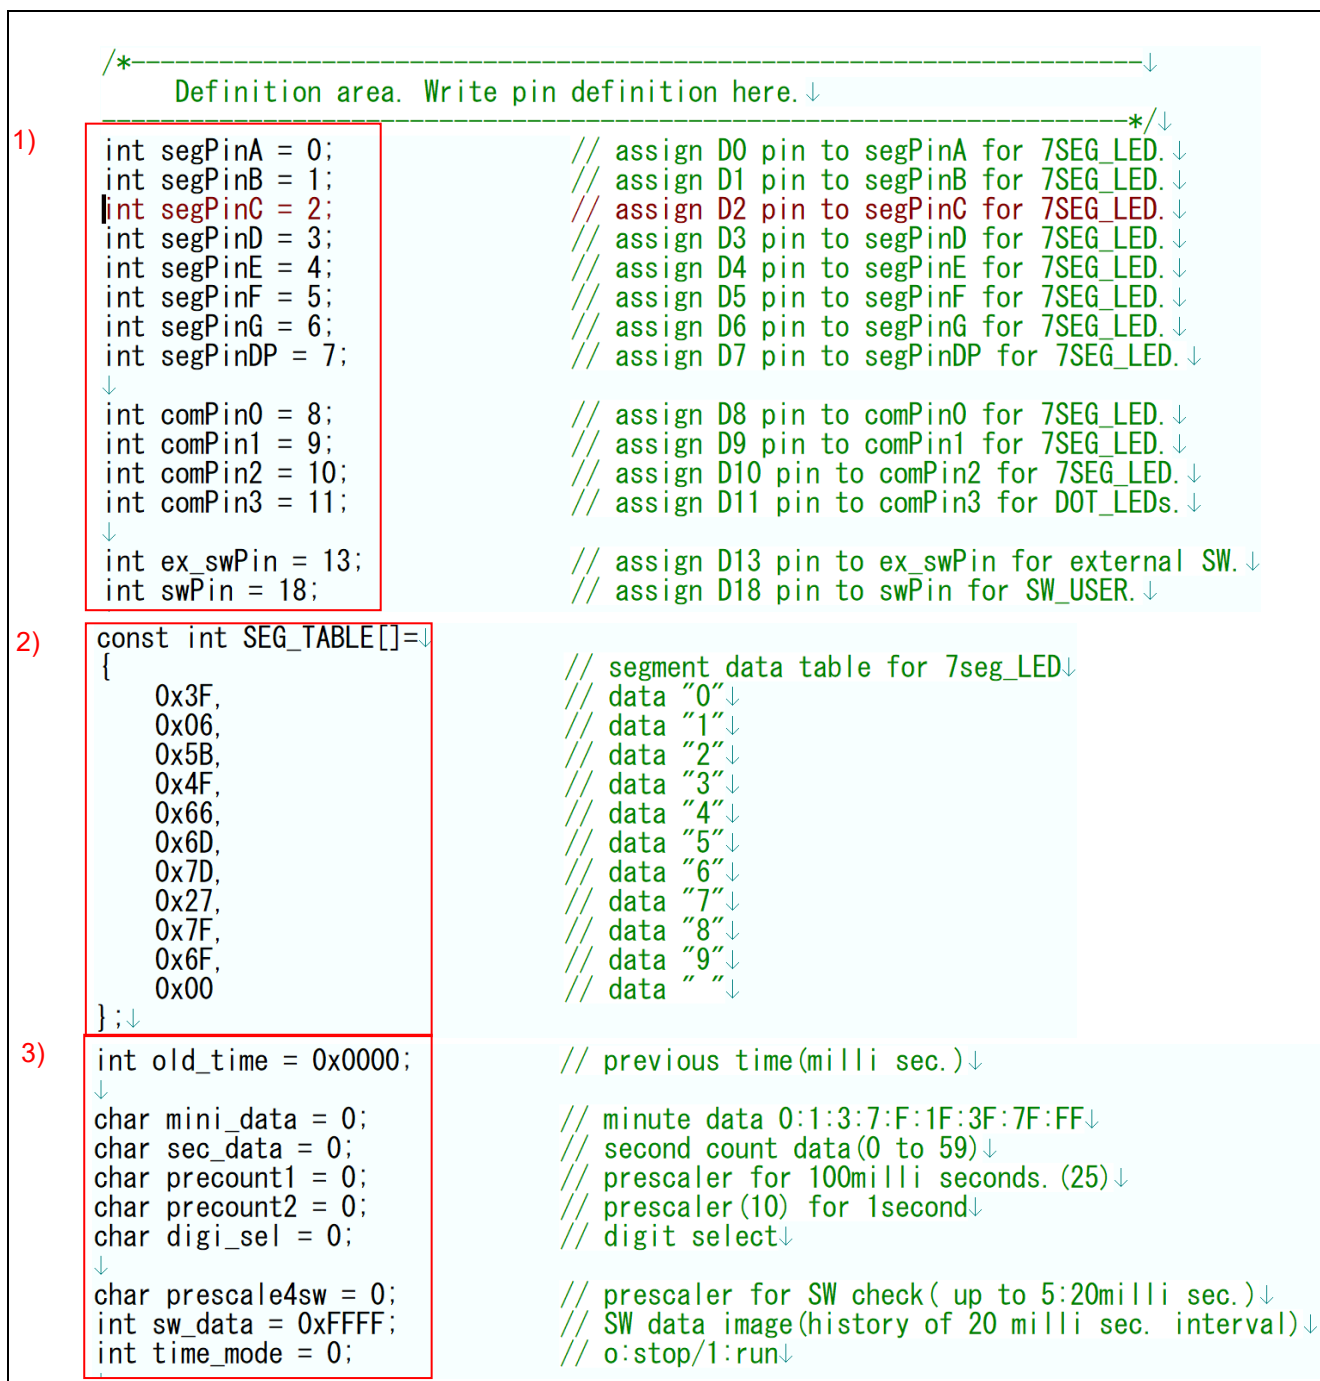 /*----------------------------------------------------------------------↓
Definition area. Write pin definition here.↓
----------------------------------------------------------------------*/↓
1)
int segPinA = 0; // assign D0 pin to segPinA for 7SEG_LED.↓
int segPinB = 1; // assign D1 pin to segPinB for 7SEG_LED.↓
int segPinC = 2; // assign D2 pin to segPinC for 7SEG_LED.↓
int segPinD = 3; // assign D3 pin to segPinD for 7SEG_LED.↓
int segPinE = 4; // assign D4 pin to segPinE for 7SEG_LED.↓
int segPinF = 5; // assign D5 pin to segPinF for 7SEG_LED.↓
int segPinG = 6; // assign D6 pin to segPinG for 7SEG_LED.↓
int segPinDP = 7; // assign D7 pin to segPinDP for 7SEG_LED.↓
↓
int comPin0 = 8; // assign D8 pin to comPin0 for 7SEG_LED.↓
int comPin1 = 9; // assign D9 pin to comPin1 for 7SEG_LED.↓
int comPin2 = 10; // assign D10 pin to comPin2 for 7SEG_LED.↓
int comPin3 = 11; // assign D11 pin to comPin3 for DOT_LEDs.↓
↓
int ex_swPin = 13; // assign D13 pin to ex_swPin for external SW.↓
int swPin = 18; // assign D18 pin to swPin for SW_USER.↓
2)
const int SEG_TABLE[]=↓
{ // segment data table for 7seg_LED↓
0x3F, // data "0"↓
0x06, // data "1"↓
0x5B, // data "2"↓
0x4F, // data "3"↓
0x66, // data "4"↓
0x6D, // data "5"↓
0x7D, // data "6"↓
0x27, // data "7"↓
0x7F, // data "8"↓
0x6F, // data "9"↓
0x00 // data " "↓
};↓
3)
int old_time = 0x0000; // previous time(milli sec.)↓
↓
char mini_data = 0; // minute data 0:1:3:7:F:1F:3F:7F:FF↓
char sec_data = 0; // second count data(0 to 59)↓
char precount1 = 0; // prescaler for 100milli seconds.(25)↓
char precount2 = 0; // prescaler(10) for 1second↓
char digi_sel = 0; // digit select↓
↓
char prescale4sw = 0; // prescaler for SW check( up to 5:20milli sec.)↓
int sw_data = 0xFFFF; // SW data image(history of 20 milli sec. interval)↓
int time_mode = 0; // o:stop/1:run↓